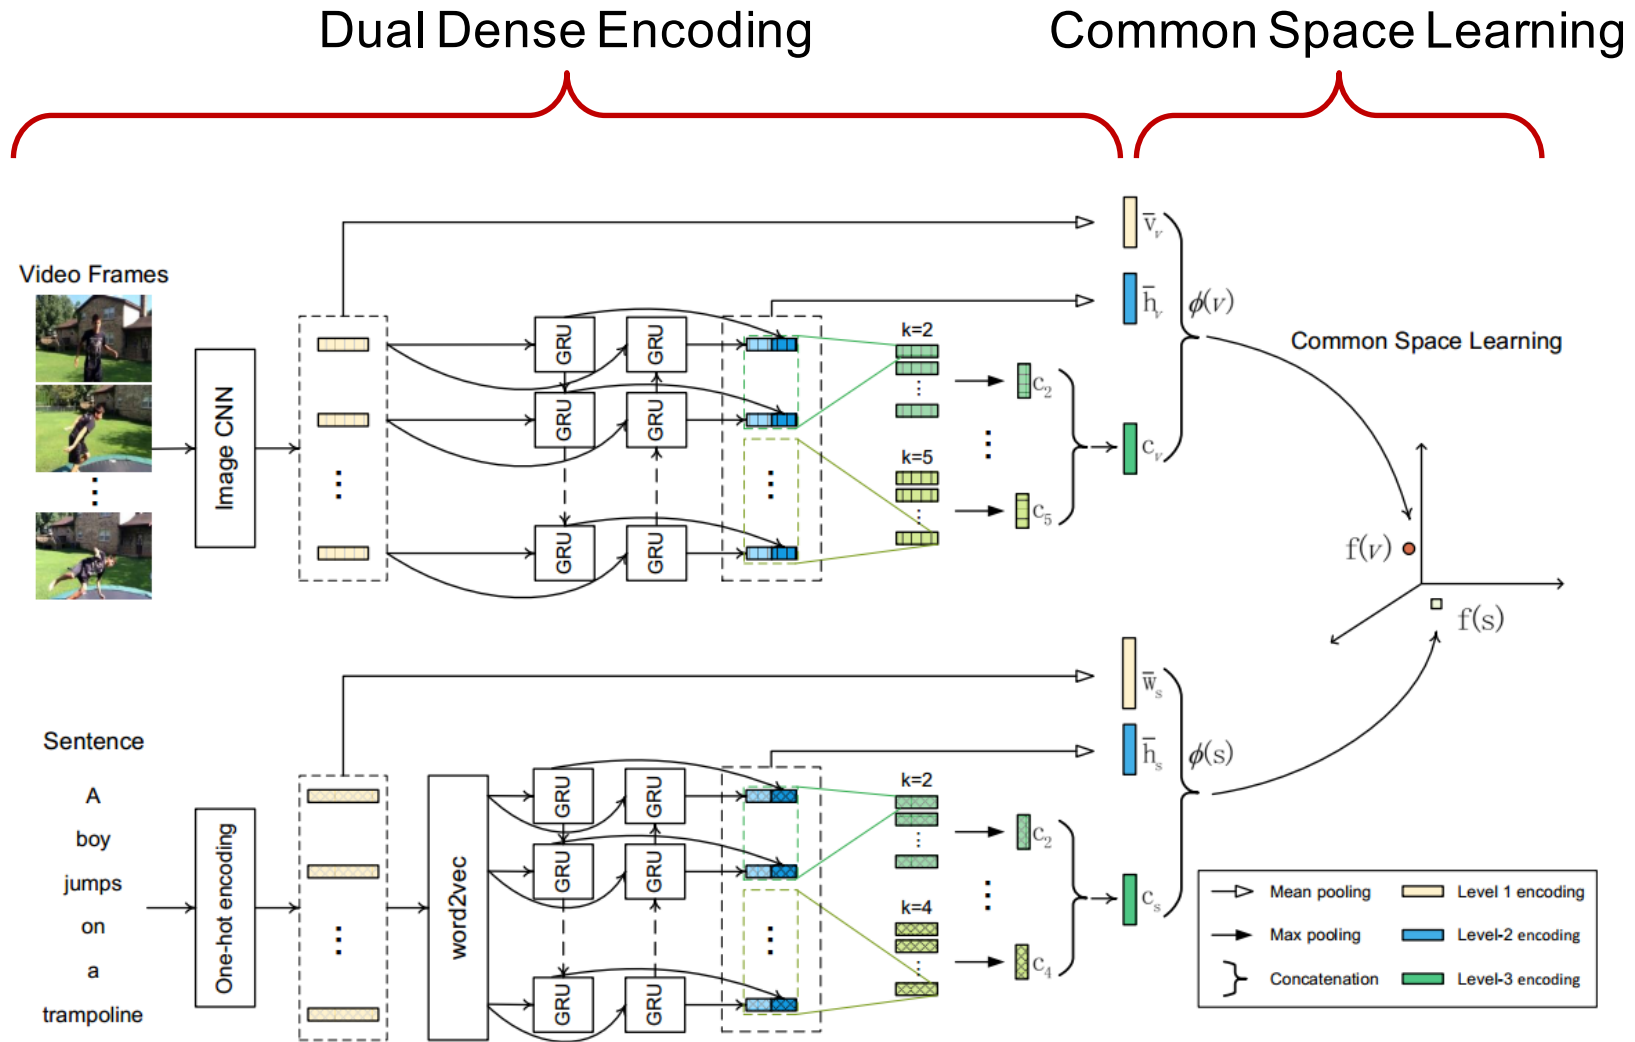 Dual Dense Encoding
Common Space Learning
Video Frames
Image CNN
GRU
GRU
GRU
GRU
GRU
GRU
k=2
k=5
c₂
c₅
v̄ᵥ
h̄ᵥ
cᵥ
ϕ(v)
Common Space Learning
f(v)
f(s)
Sentence
A
boy
jumps
on
a
trampoline
One-hot encoding
word2vec
GRU
GRU
GRU
GRU
GRU
GRU
k=2
k=4
c₂
c₄
w̄ₛ
h̄ₛ
cₛ
ϕ(s)
Mean pooling
Level 1 encoding
Max pooling
Level-2 encoding
Concatenation
Level-3 encoding